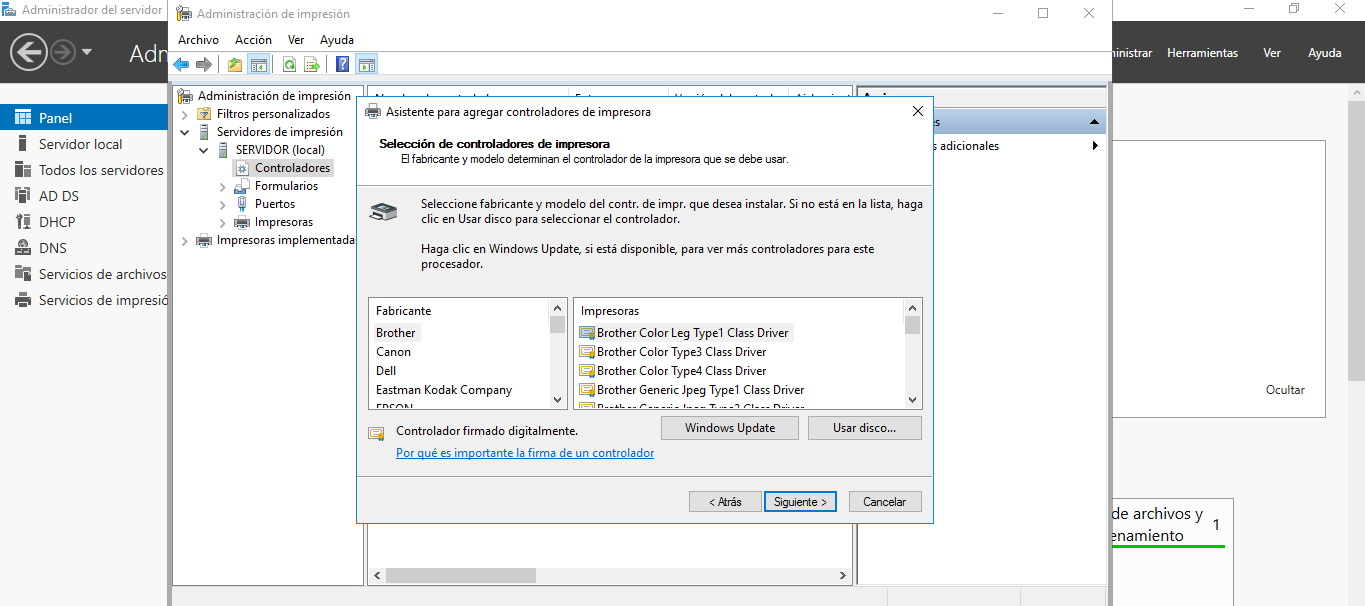 Administrador del servidor
Administración de impresión
Archivo Acción Ver Ayuda
Herramientas Ver Ayuda
Panel
Servidor local
Todos los servidores
AD DS
DHCP
DNS
Servicios de archivos
Servicios de
Administración de impresión
Filtros personalizados
Servidores de impresión
SERVIDOR (local)
Controladores
Formularios
Puertos
Impresoras
Impresoras implementadas
Asistente para agregar controladores de impresora
Selección de controladores de impresora
El fabricante y modelo determinan el controlador de la impresora que se debe usar.
Seleccione fabricante y modelo del contr. de impr. que desea instalar. Si no está en la lista, haga
clic en Usar disco para seleccionar el controlador.
Haga clic en Windows Update, si está disponible, para ver más controladores para este
procesador.
Fabricante
Brother
Canon
Dell
Eastman Kodak Company
EPSON
Impresoras
Brother Color Leg Type1 Class Driver
Brother Color Type3 Class Driver
Brother Color Type4 Class Driver
Brother Generic Jpeg Type1 Class Driver
Controlador firmado digitalmente.
Por qué es importante la firma de un controlador
Windows Update Usar disco...
< Atrás Siguiente > Cancelar
es
s adicionales
Ocultar
de archivos y 1
enamiento